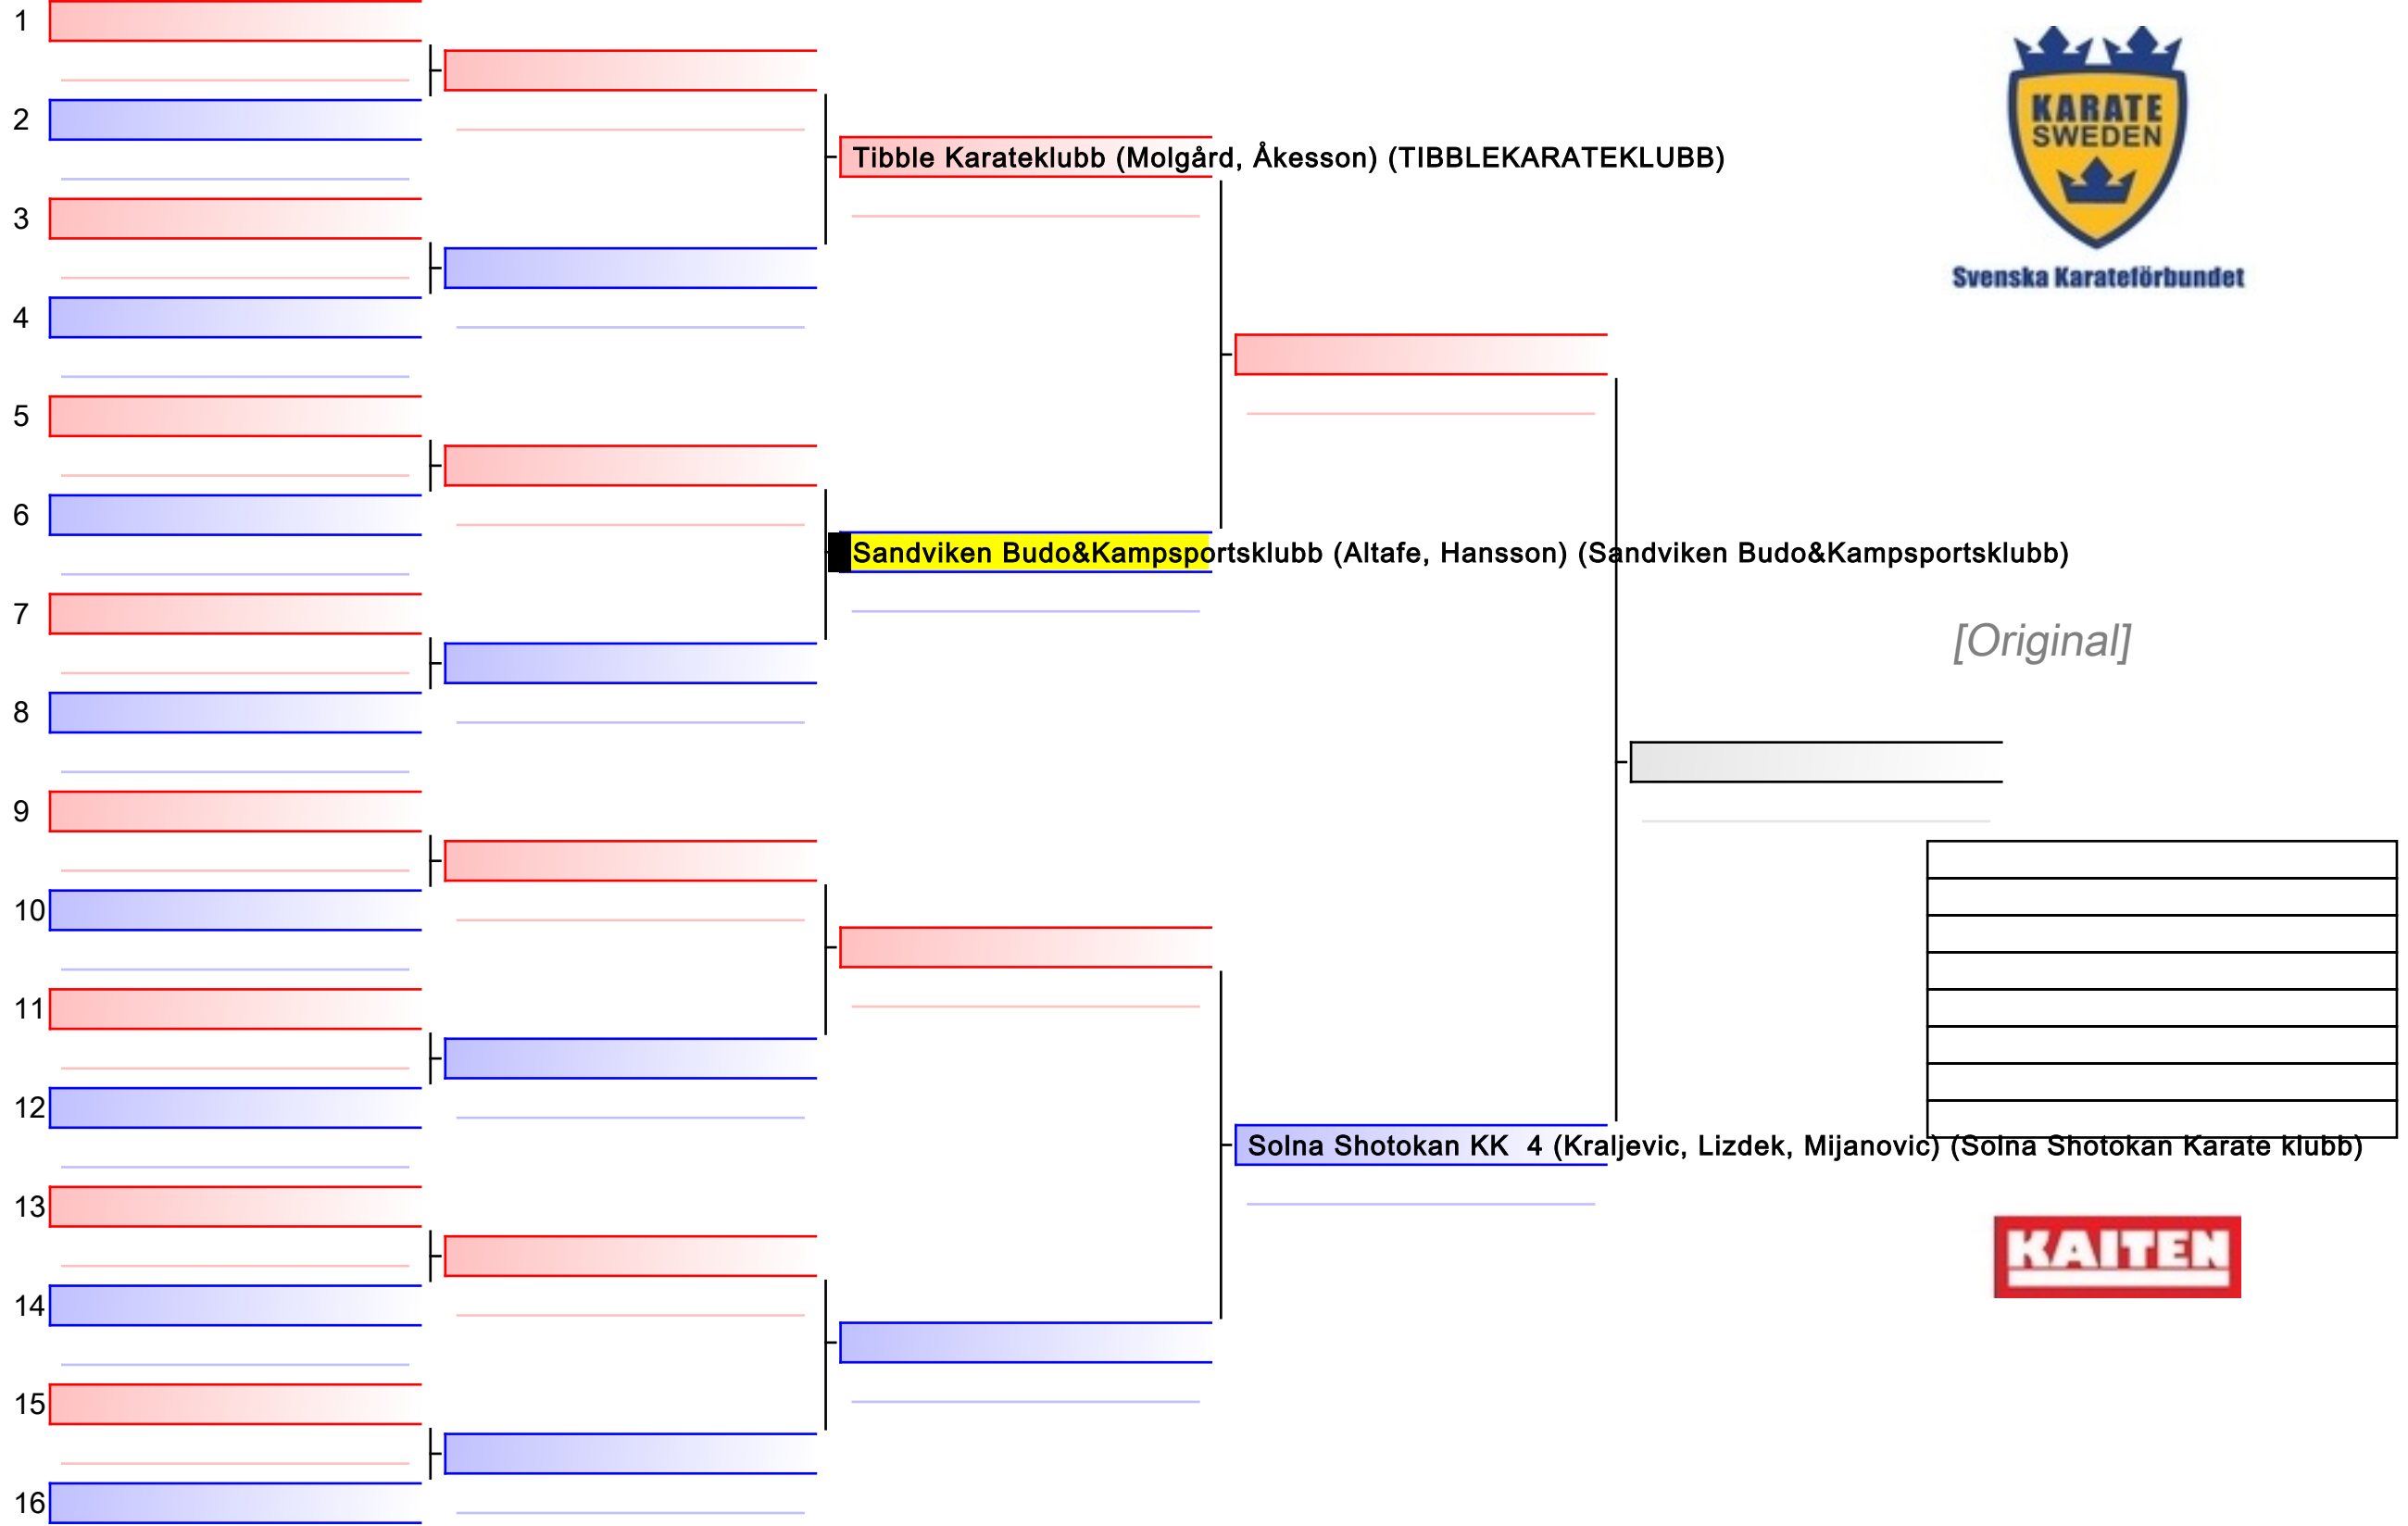 1
2
KARATE
SWEDEN
Tibble Karateklubb (Molgård, Åkesson) (TIBBLEKARATEKLUBB)
3
Svenska Karateförbundet
4
5
6
Sandviken Budo&Kampsportsklubb (Altafe, Hansson) (Sandviken Budo&Kampsportsklubb)
7
[Original]
8
9
10
11
12
Solna Shotokan KK  4 (Kraljevic, Lizdek, Mijanovic) (Solna Shotokan Karate klubb)
13
KAITEN
14
15
16